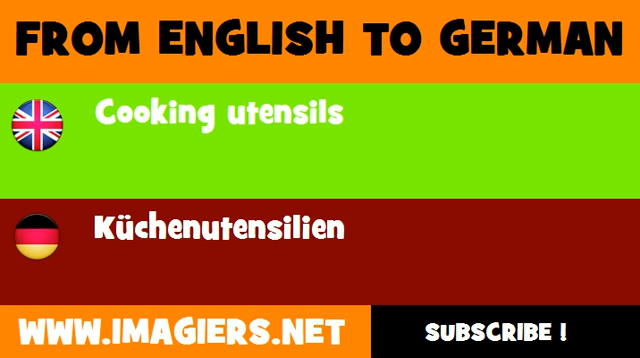 FROM ENGLISH TO GERMAN
Cooking utensils
Küchenutensilien
WWW.IMAGIERS.NET
SUBSCRIBE !